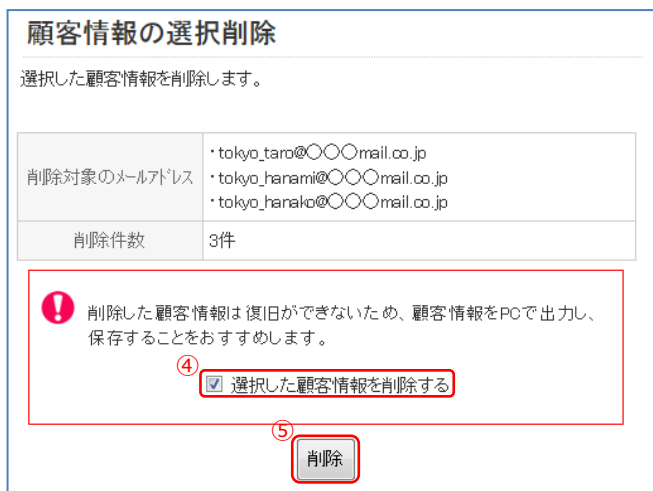 顧客情報の選択削除
選択した顧客情報を削除します。
削除対象のメールアドレス
・tokyo_taro@〇〇〇mail.co.jp
・tokyo_hanami@〇〇〇mail.co.jp
・tokyo_hanako@〇〇〇mail.co.jp
削除件数
3件
削除した顧客情報は復旧ができないため、顧客情報をPCで出力し、
保存することをおすすめします。
④
選択した顧客情報を削除する
⑤
削除